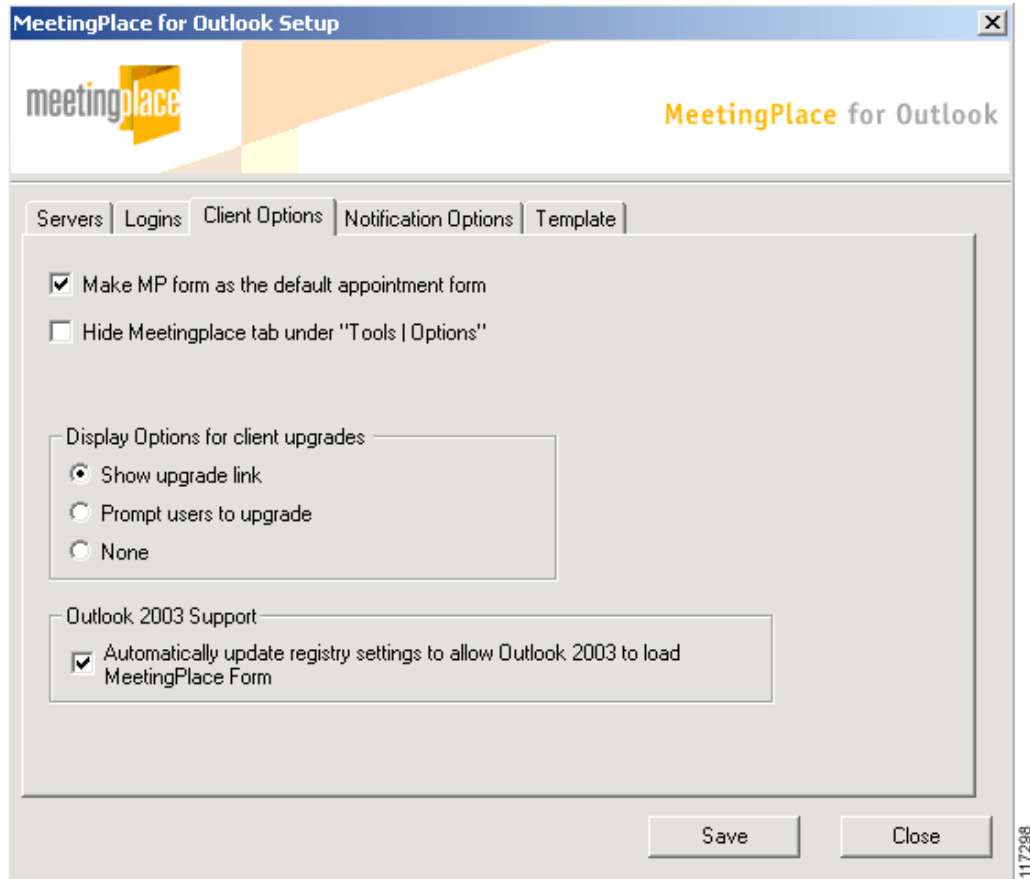 MeetingPlace for Outlook Setup
meetingplace
MeetingPlace for Outlook
Servers Logins Client Options Notification Options Template
Make MP form as the default appointment form
Hide Meetingplace tab under "Tools | Options"
Display Options for client upgrades
Show upgrade link
Prompt users to upgrade
None
Outlook 2003 Support
Automatically update registry settings to allow Outlook 2003 to load
MeetingPlace Form
Save Close
117298